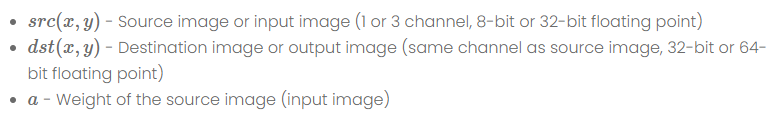 • src(x, y) - Source image or input image (1 or 3 channel, 8-bit or 32-bit floating point)
• dst(x, y) - Destination image or output image (same channel as source image, 32-bit or 64-
bit floating point)
• a - Weight of the source image (input image)